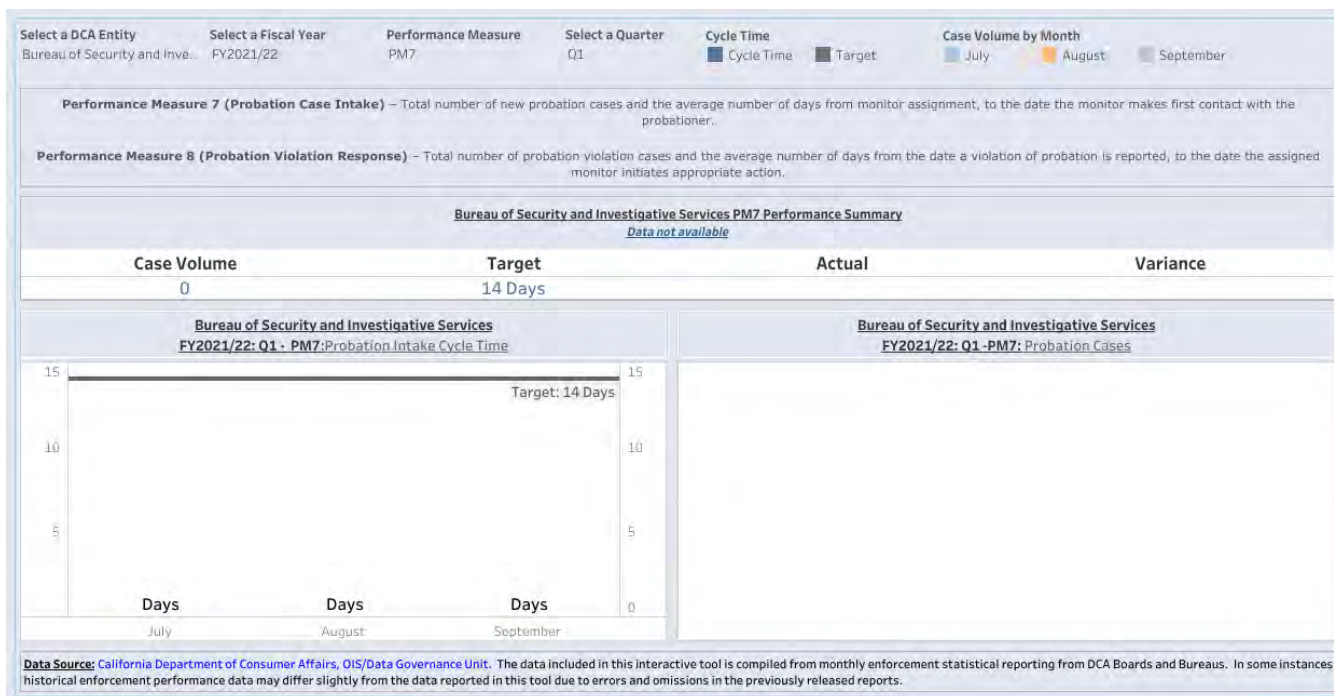 Select a DCA Entity Select a Fiscal Year Performance Measure Select a Quarter Cycle Time Case Volume by Month
Bureau of Security and Inve.. FY2021/22 PM7 Q1 Cycle Time Target July August September
Performance Measure 7 (Probation Case Intake) – Total number of new probation cases and the average number of days from monitor assignment, to the date the monitor makes first contact with the
probationer.
Performance Measure 8 (Probation Violation Response) – Total number of probation violation cases and the average number of days from the date a violation of probation is reported, to the date the assigned
monitor initiates appropriate action.
Bureau of Security and Investigative Services PM7 Performance Summary
Data not available
Case Volume Target Actual Variance
0 14 Days
Bureau of Security and Investigative Services
FY2021/22: Q1 - PM7:Probation Intake Cycle Time
15 15
Target: 14 Days
10 10
5 5
Days Days Days 0
July August September
Bureau of Security and Investigative Services
FY2021/22: Q1 -PM7: Probation Cases
Data Source: California Department of Consumer Affairs, OIS/Data Governance Unit. The data included in this interactive tool is compiled from monthly enforcement statistical reporting from DCA Boards and Bureaus. In some instances
historical enforcement performance data may differ slightly from the data reported in this tool due to errors and omissions in the previously released reports.